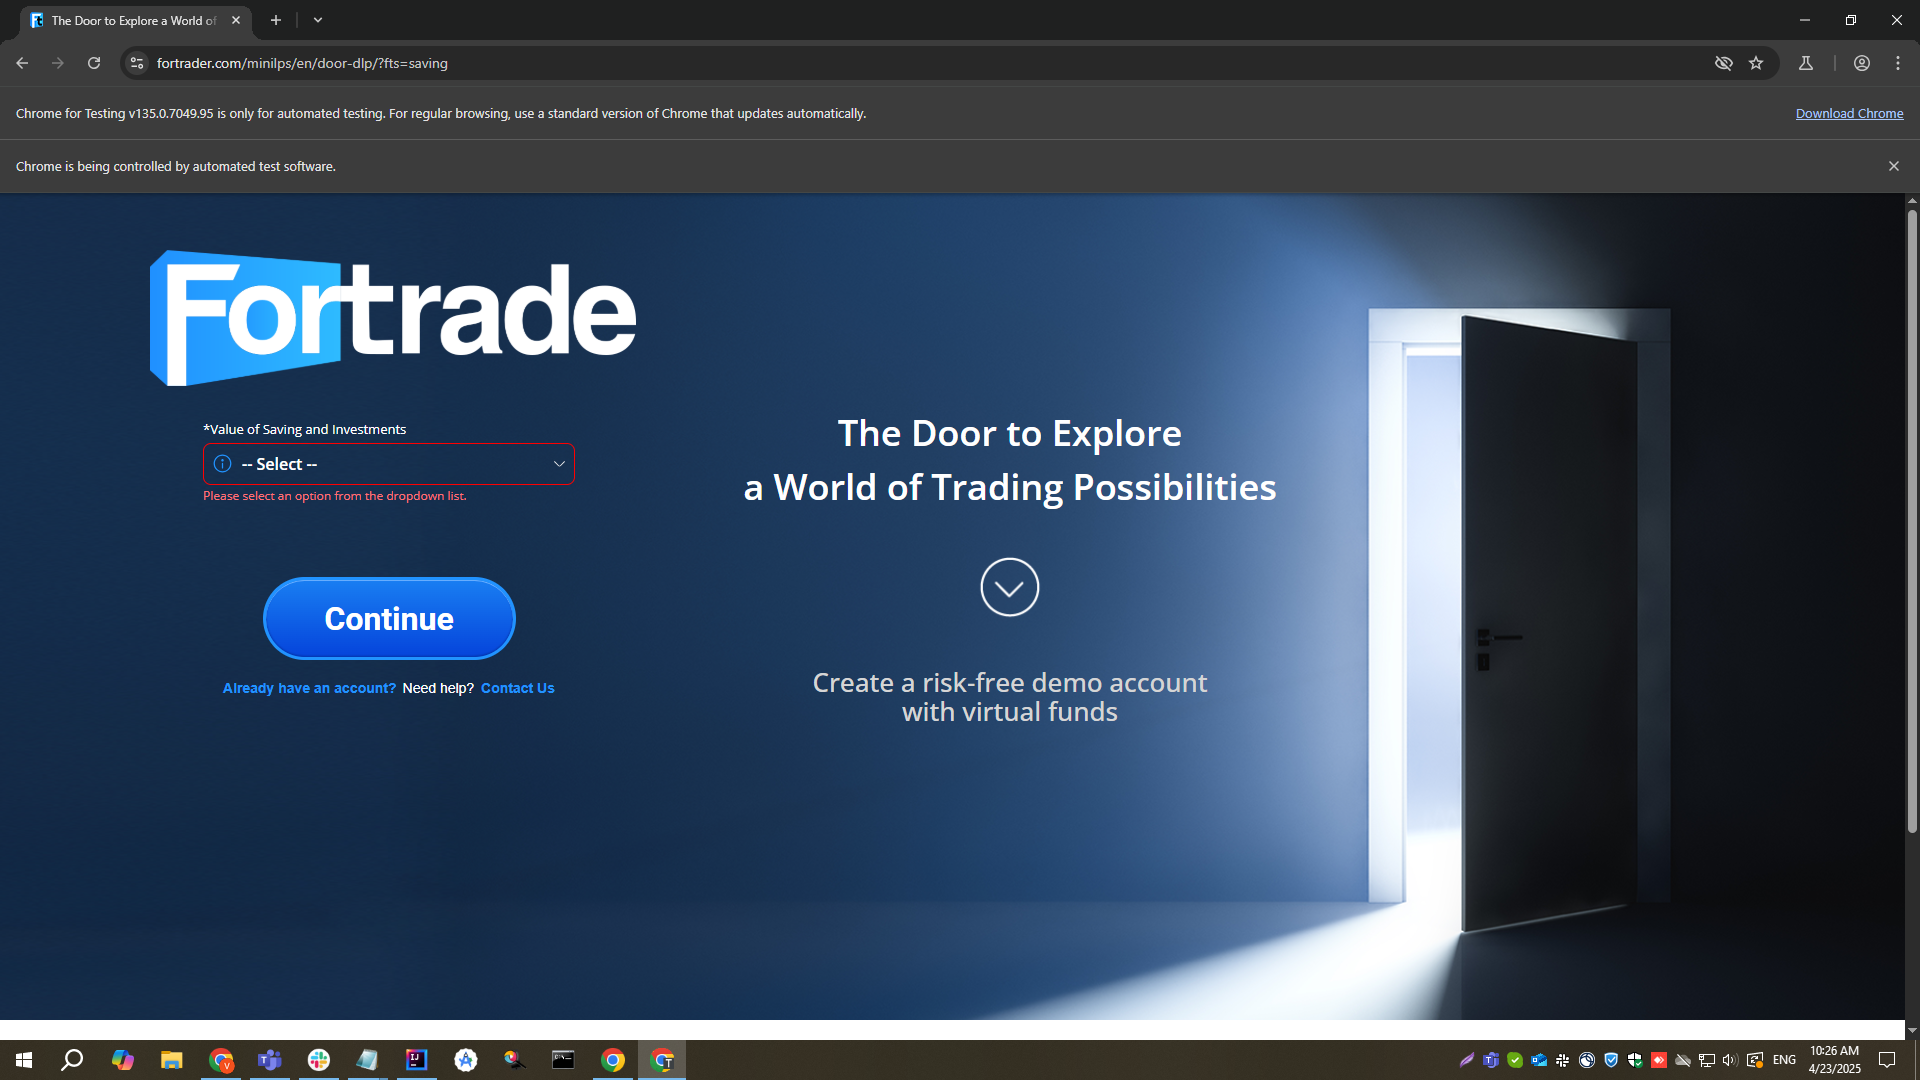 The Door to Explore a World of
fortrader.com/minilps/en/door-dlp/?fts=saving
Chrome for Testing v135.0.7049.95 is only for automated testing. For regular browsing, use a standard version of Chrome that updates automatically.
Download Chrome
Chrome is being controlled by automated test software.
Fortrade
*Value of Saving and Investments
-- Select --
Please select an option from the dropdown list.
Continue
Already have an account? Need help? Contact Us
The Door to Explore
a World of Trading Possibilities
Create a risk-free demo account
with virtual funds
ENG
10:26 AM
4/23/2025